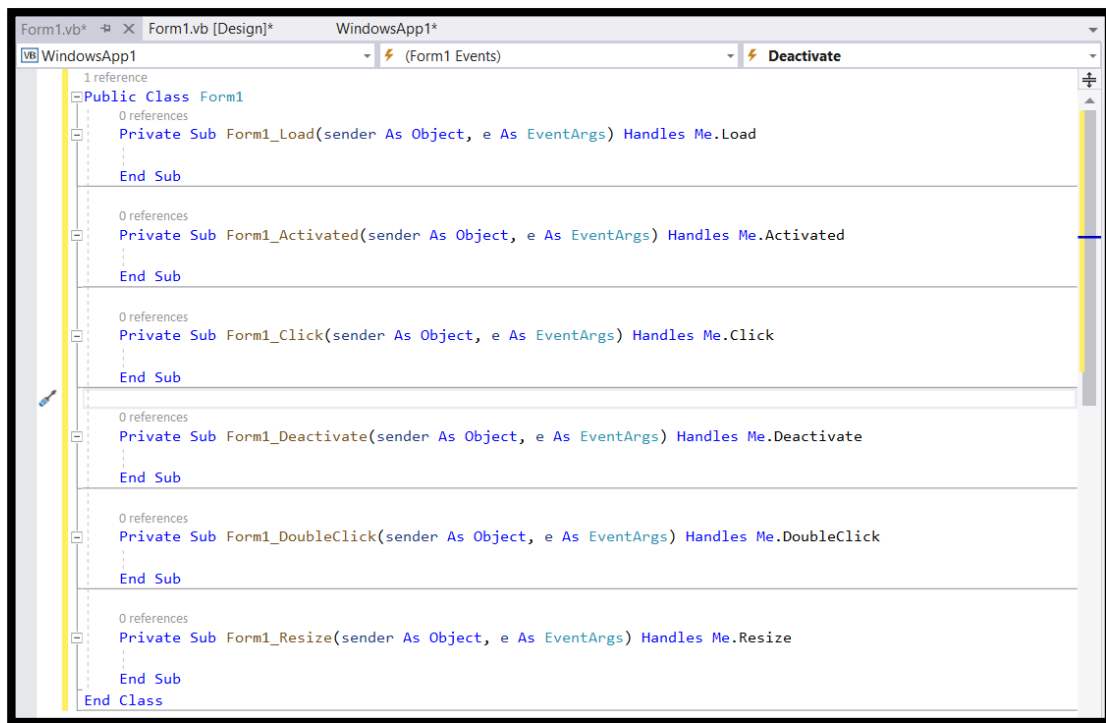 Form1.vb* Form1.vb [Design]* WindowsApp1*
VB WindowsApp1 (Form1 Events) Deactivate
1 reference
Public Class Form1
0 references
Private Sub Form1_Load(sender As Object, e As EventArgs) Handles Me.Load
End Sub
0 references
Private Sub Form1_Activated(sender As Object, e As EventArgs) Handles Me.Activated
End Sub
0 references
Private Sub Form1_Click(sender As Object, e As EventArgs) Handles Me.Click
End Sub
0 references
Private Sub Form1_Deactivate(sender As Object, e As EventArgs) Handles Me.Deactivate
End Sub
0 references
Private Sub Form1_DoubleClick(sender As Object, e As EventArgs) Handles Me.DoubleClick
End Sub
0 references
Private Sub Form1_Resize(sender As Object, e As EventArgs) Handles Me.Resize
End Sub
End Class